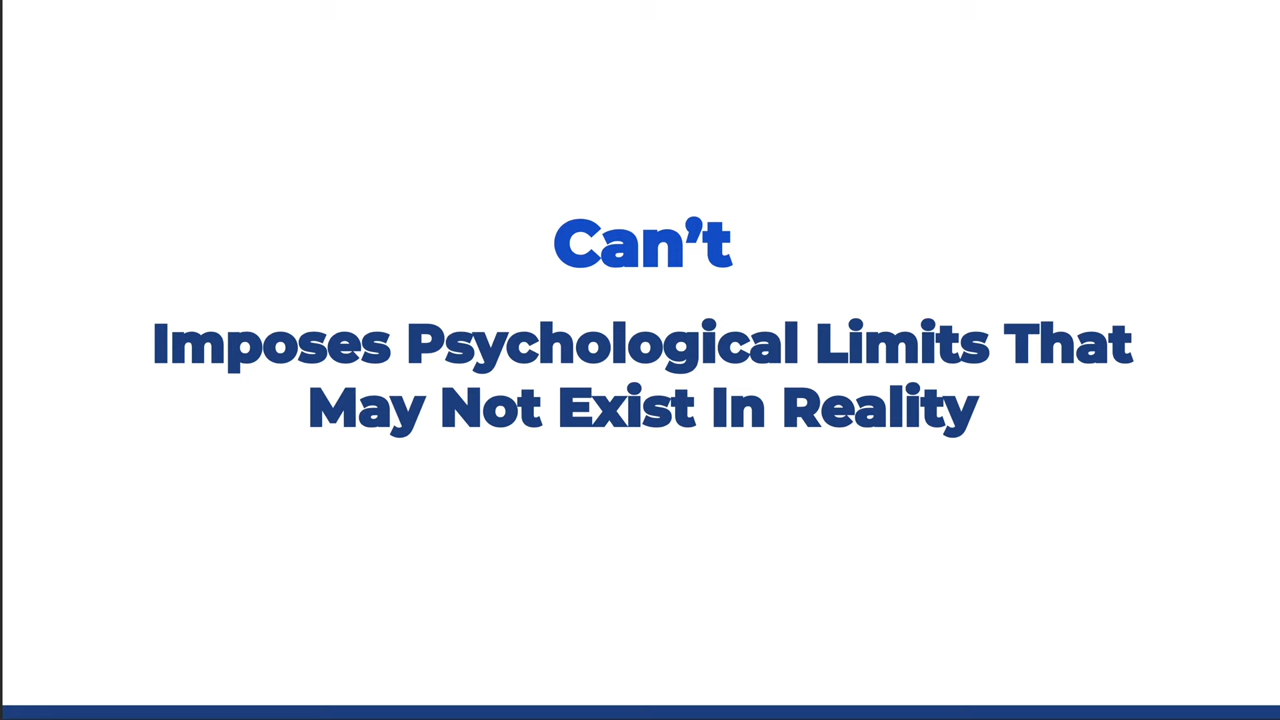 Can’t
Imposes Psychological Limits That
May Not Exist In Reality